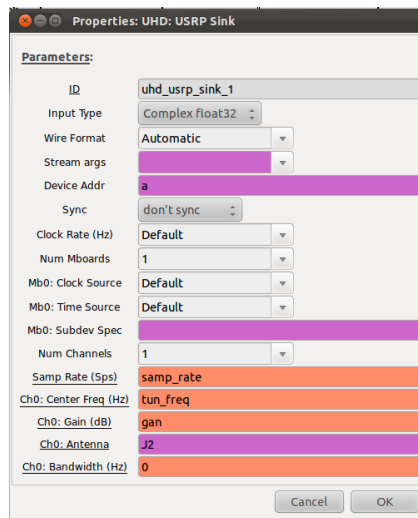 Properties: UHD: USRP Sink
Parameters:
ID uhd_usrp_sink_1
Input Type Complex float32
Wire Format Automatic
Stream args
Device Addr a
Sync don't sync
Clock Rate (Hz) Default
Num Mboards 1
Mb0: Clock Source Default
Mb0: Time Source Default
Mb0: Subdev Spec
Num Channels 1
Samp Rate (Sps) samp_rate
Ch0: Center Freq (Hz) tun_freq
Ch0: Gain (dB) gan
Ch0: Antenna J2
Ch0: Bandwidth (Hz) 0
Cancel OK